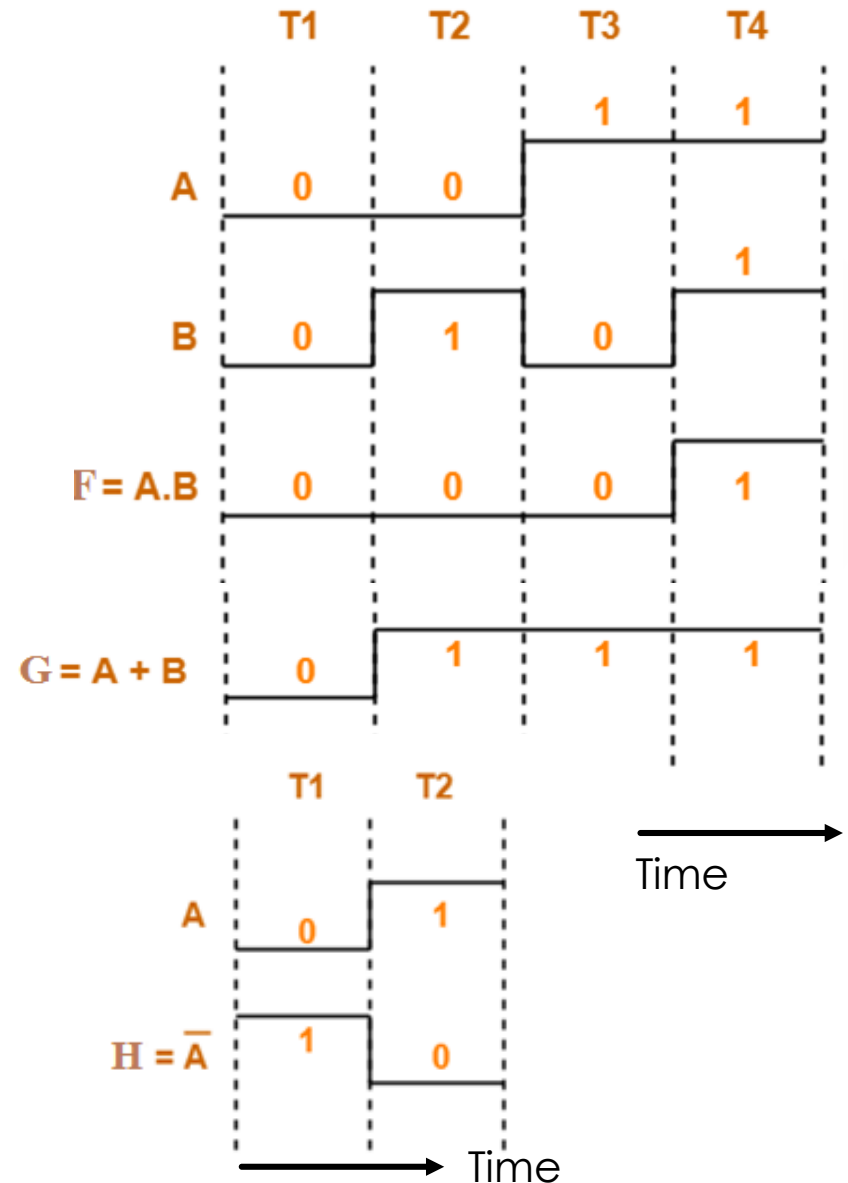 T1 T2 T3 T4
1 1
A 0 0
1
B 0 1 0
F = A.B 0 0 0 1
G = A + B 0 1 1 1
T1 T2
Time
A 0 1
H = A̅ 1 0
Time